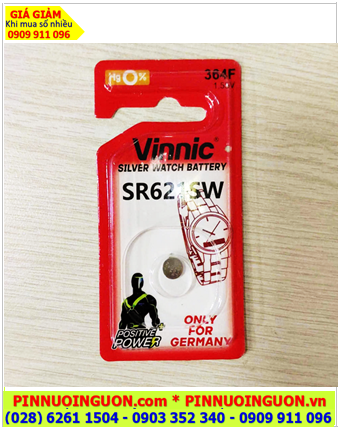 GIÁ GIẢM
Khi mua số nhiều
0909 911 096
Hg 0%
364F
1.55V
Vinnic
SILVER WATCH BATTERY
SR621SW
POSITIVE
POWER
ONLY
FOR
GERMANY
PINNUOINGUON.com * PINNUOINGUON.vn
(028) 6261 1504 - 0903 352 340 - 0909 911 096